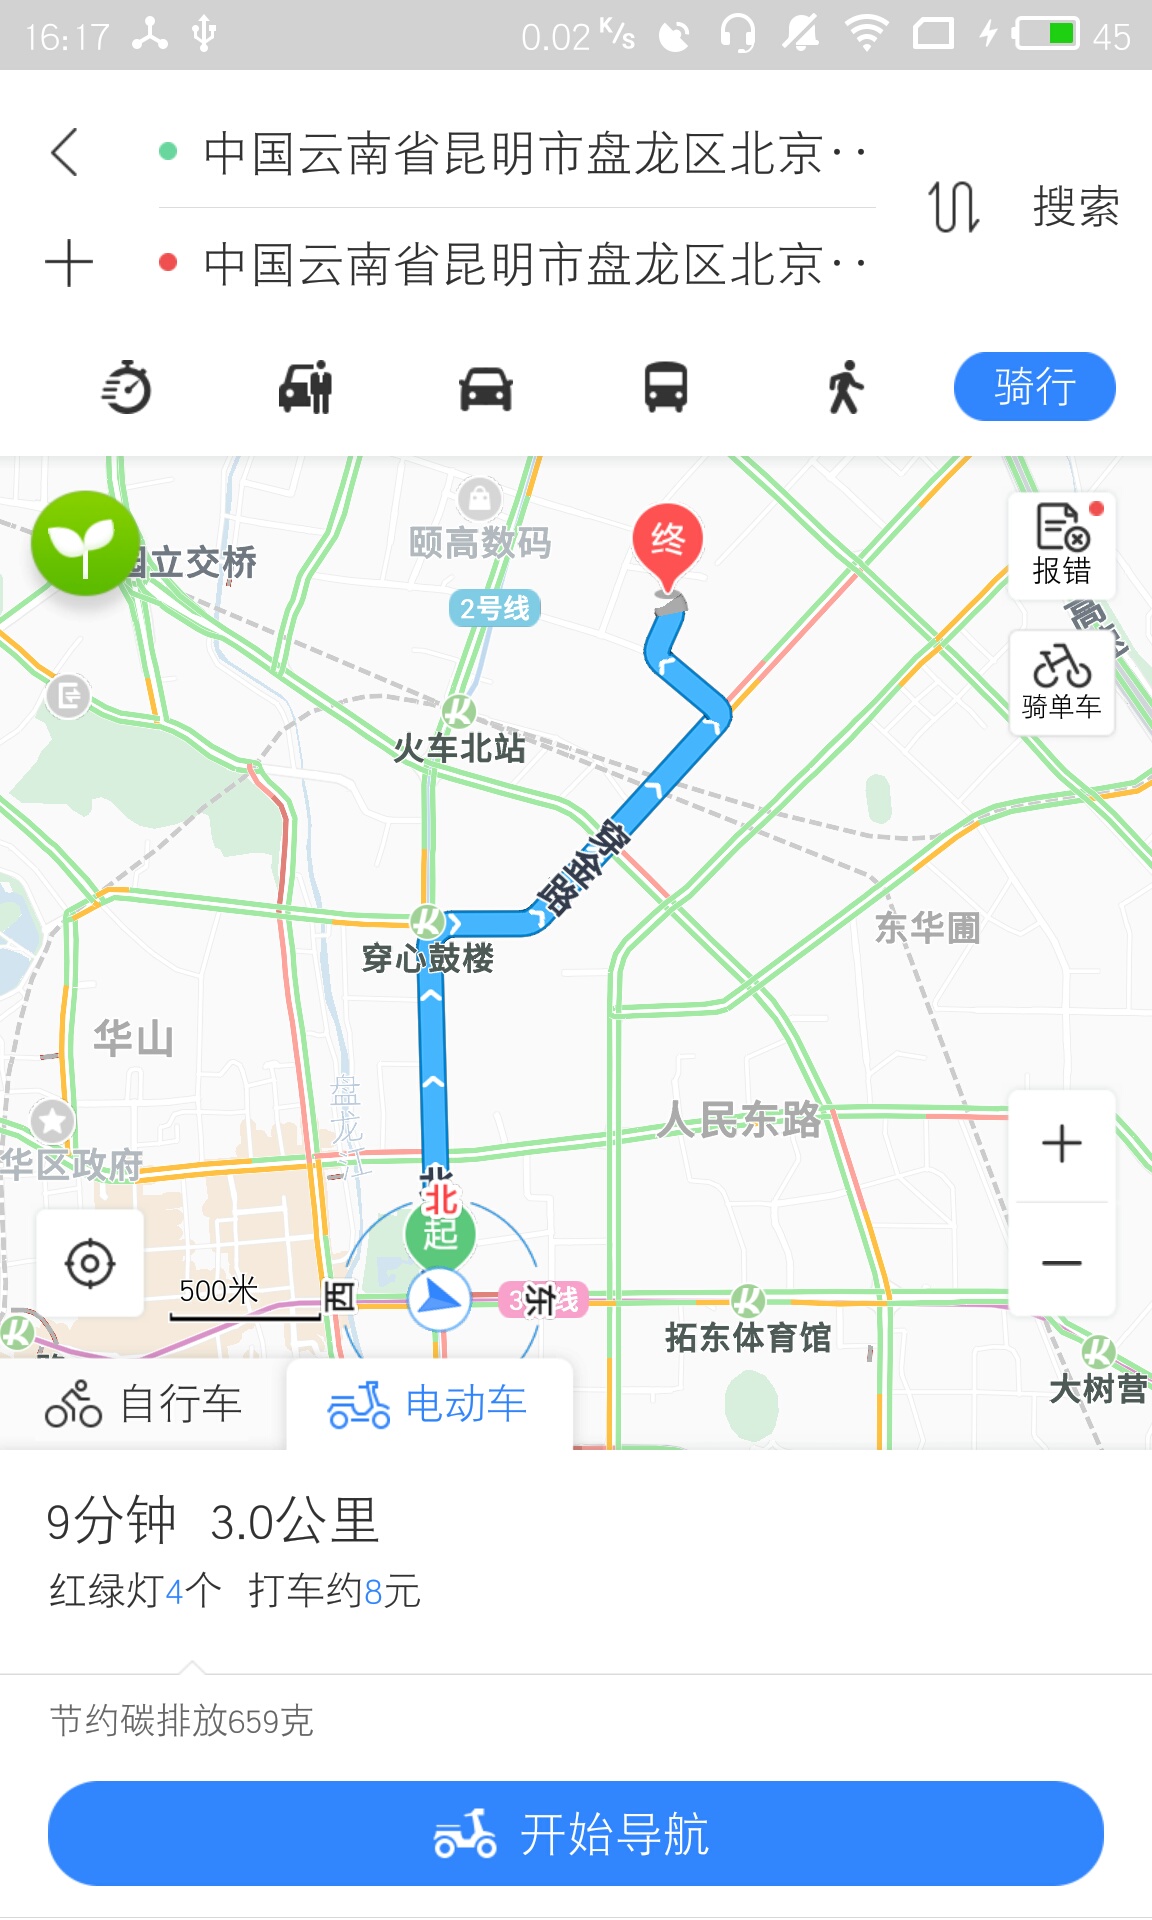 16:17
0.02 K/s
45
中国云南省昆明市盘龙区北京··
中国云南省昆明市盘龙区北京··
搜索
骑行
颐高数码
2号线
终
报错
国立交桥
骑单车
火车北站
穿金路
穿心鼓楼
东华圃
华山
盘龙江
人民东路
华区政府
北
起
500米
西
东
拓东体育馆
大树营
自行车
电动车
9分钟 3.0公里
红绿灯4个 打车约8元
节约碳排放659克
开始导航